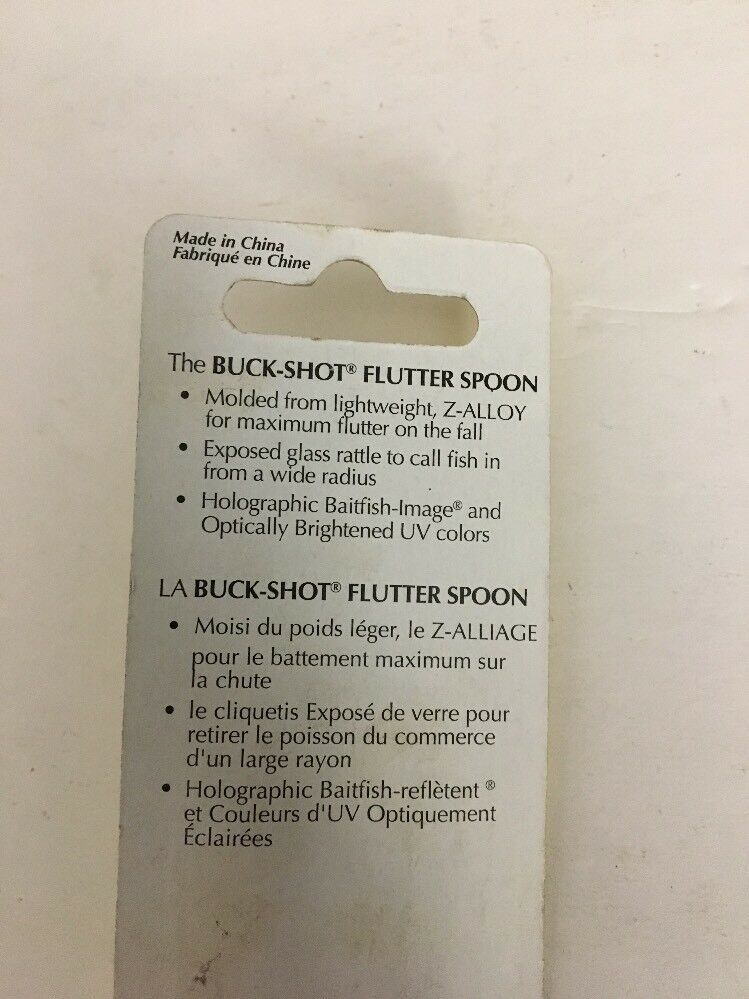 Made in China
Fabriqué en Chine
The BUCK-SHOT® FLUTTER SPOON
• Molded from lightweight, Z-ALLOY
for maximum flutter on the fall
• Exposed glass rattle to call fish in
from a wide radius
• Holographic Baitfish-Image® and
Optically Brightened UV colors
LA BUCK-SHOT® FLUTTER SPOON
• Moisi du poids léger, le Z-ALLIAGE
pour le battement maximum sur
la chute
• le cliquetis Exposé de verre pour
retirer le poisson du commerce
d'un large rayon
• Holographic Baitfish-reflètent ®
et Couleurs d'UV Optiquement
Éclairées